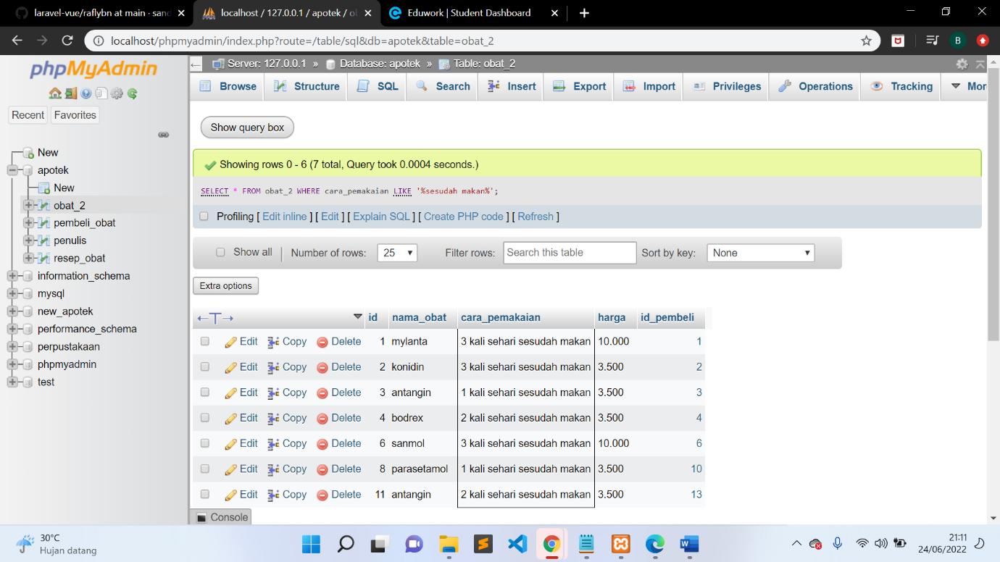 laravel-vue/raflybn at main · sand
localhost / 127.0.0.1 / apotek / ob
Eduwork | Student Dashboard
localhost/phpmyadmin/index.php?route=/table/sql&db=apotek&table=obat_2
B
phpMyAdmin
Recent Favorites
New
apotek
New
obat_2
pembeli_obat
penulis
resep_obat
information_schema
mysql
new_apotek
performance_schema
perpustakaan
phpmyadmin
test
Server: 127.0.0.1 » Database: apotek » Table: obat_2
Browse Structure SQL Search Insert Export Import Privileges Operations Tracking Mor
Show query box
Showing rows 0 - 6 (7 total, Query took 0.0004 seconds.)
SELECT * FROM obat_2 WHERE cara_pemakaian LIKE '%sesudah makan%';
Profiling [ Edit inline ] [ Edit ] [ Explain SQL ] [ Create PHP code ] [ Refresh ]
Show all | Number of rows: 25 Filter rows: Search this table Sort by key: None
Extra options
←T→ id nama_obat cara_pemakaian harga id_pembeli
Edit Copy Delete 1 mylanta 3 kali sehari sesudah makan 10.000 1
Edit Copy Delete 2 konidin 3 kali sehari sesudah makan 3.500 2
Edit Copy Delete 3 antangin 1 kali sehari sesudah makan 3.500 3
Edit Copy Delete 4 bodrex 2 kali sehari sesudah makan 3.500 4
Edit Copy Delete 6 sanmol 3 kali sehari sesudah makan 10.000 6
Edit Copy Delete 8 parasetamol 1 kali sehari sesudah makan 3.500 10
Edit Copy Delete 11 antangin 2 kali sehari sesudah makan 3.500 13
Console
30°C
Hujan datang
21:11
24/06/2022